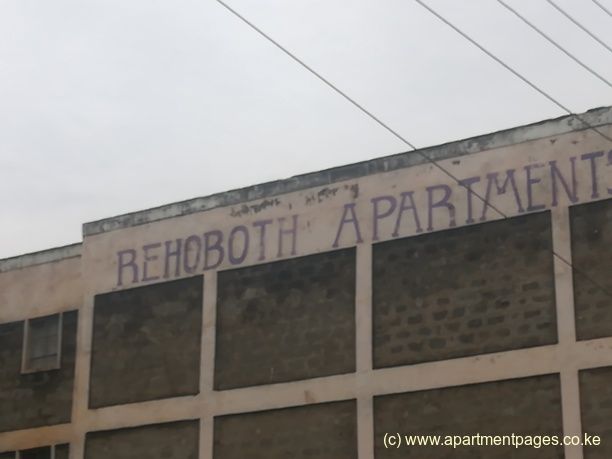 REHOBOTH APARTMENTS
(c) www.apartmentpages.co.ke